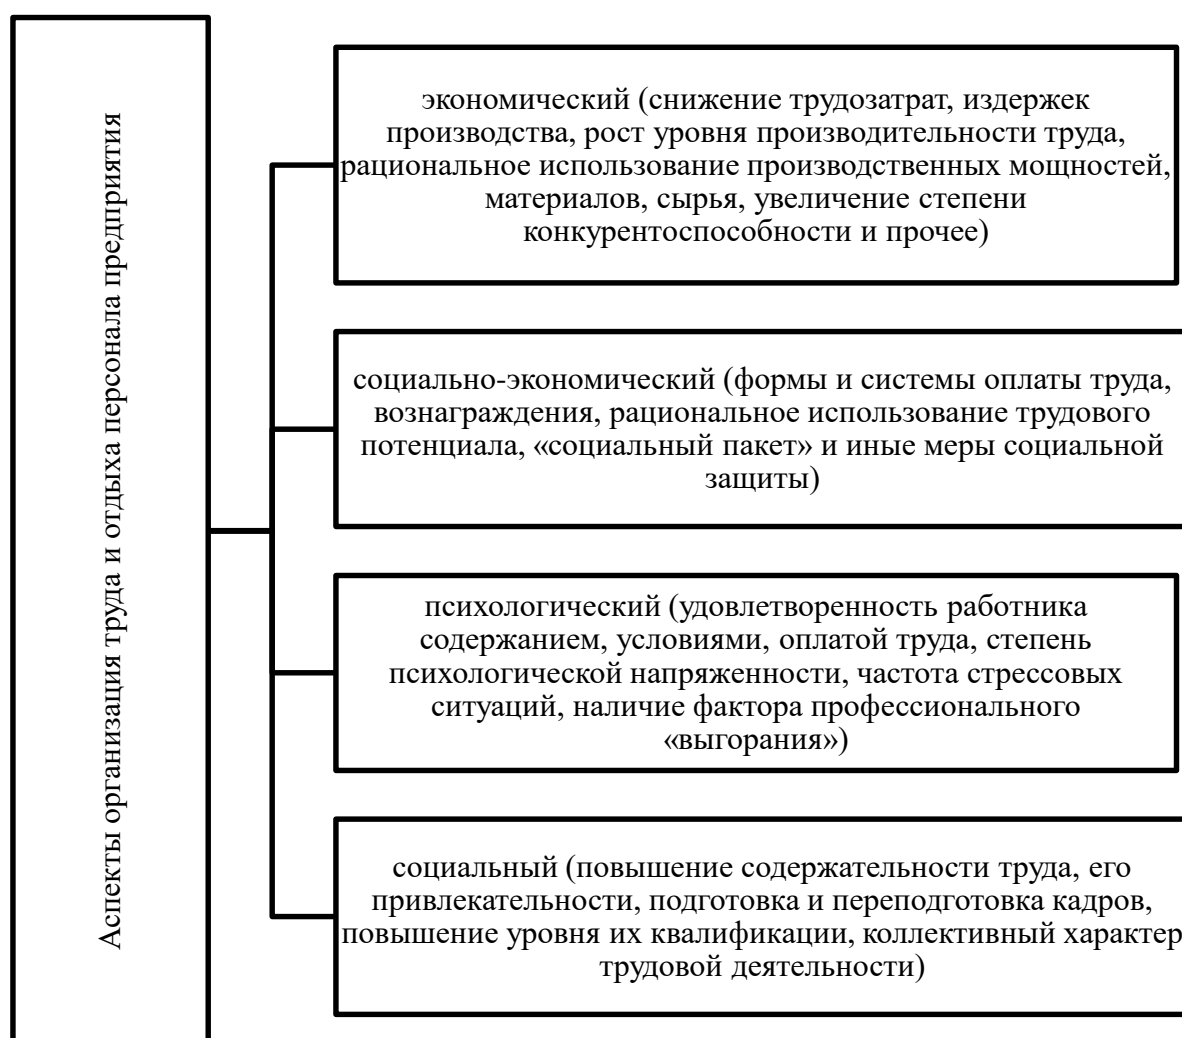 Аспекты организация труда и отдыха персонала предприятия
экономический (снижение трудозатрат, издержек
производства, рост уровня производительности труда,
рациональное использование производственных мощностей,
материалов, сырья, увеличение степени
конкурентоспособности и прочее)
социально-экономический (формы и системы оплаты труда,
вознаграждения, рациональное использование трудового
потенциала, «социальный пакет» и иные меры социальной
защиты)
психологический (удовлетворенность работника
содержанием, условиями, оплатой труда, степень
психологической напряженности, частота стрессовых
ситуаций, наличие фактора профессионального
«выгорания»)
социальный (повышение содержательности труда, его
привлекательности, подготовка и переподготовка кадров,
повышение уровня их квалификации, коллективный характер
трудовой деятельности)